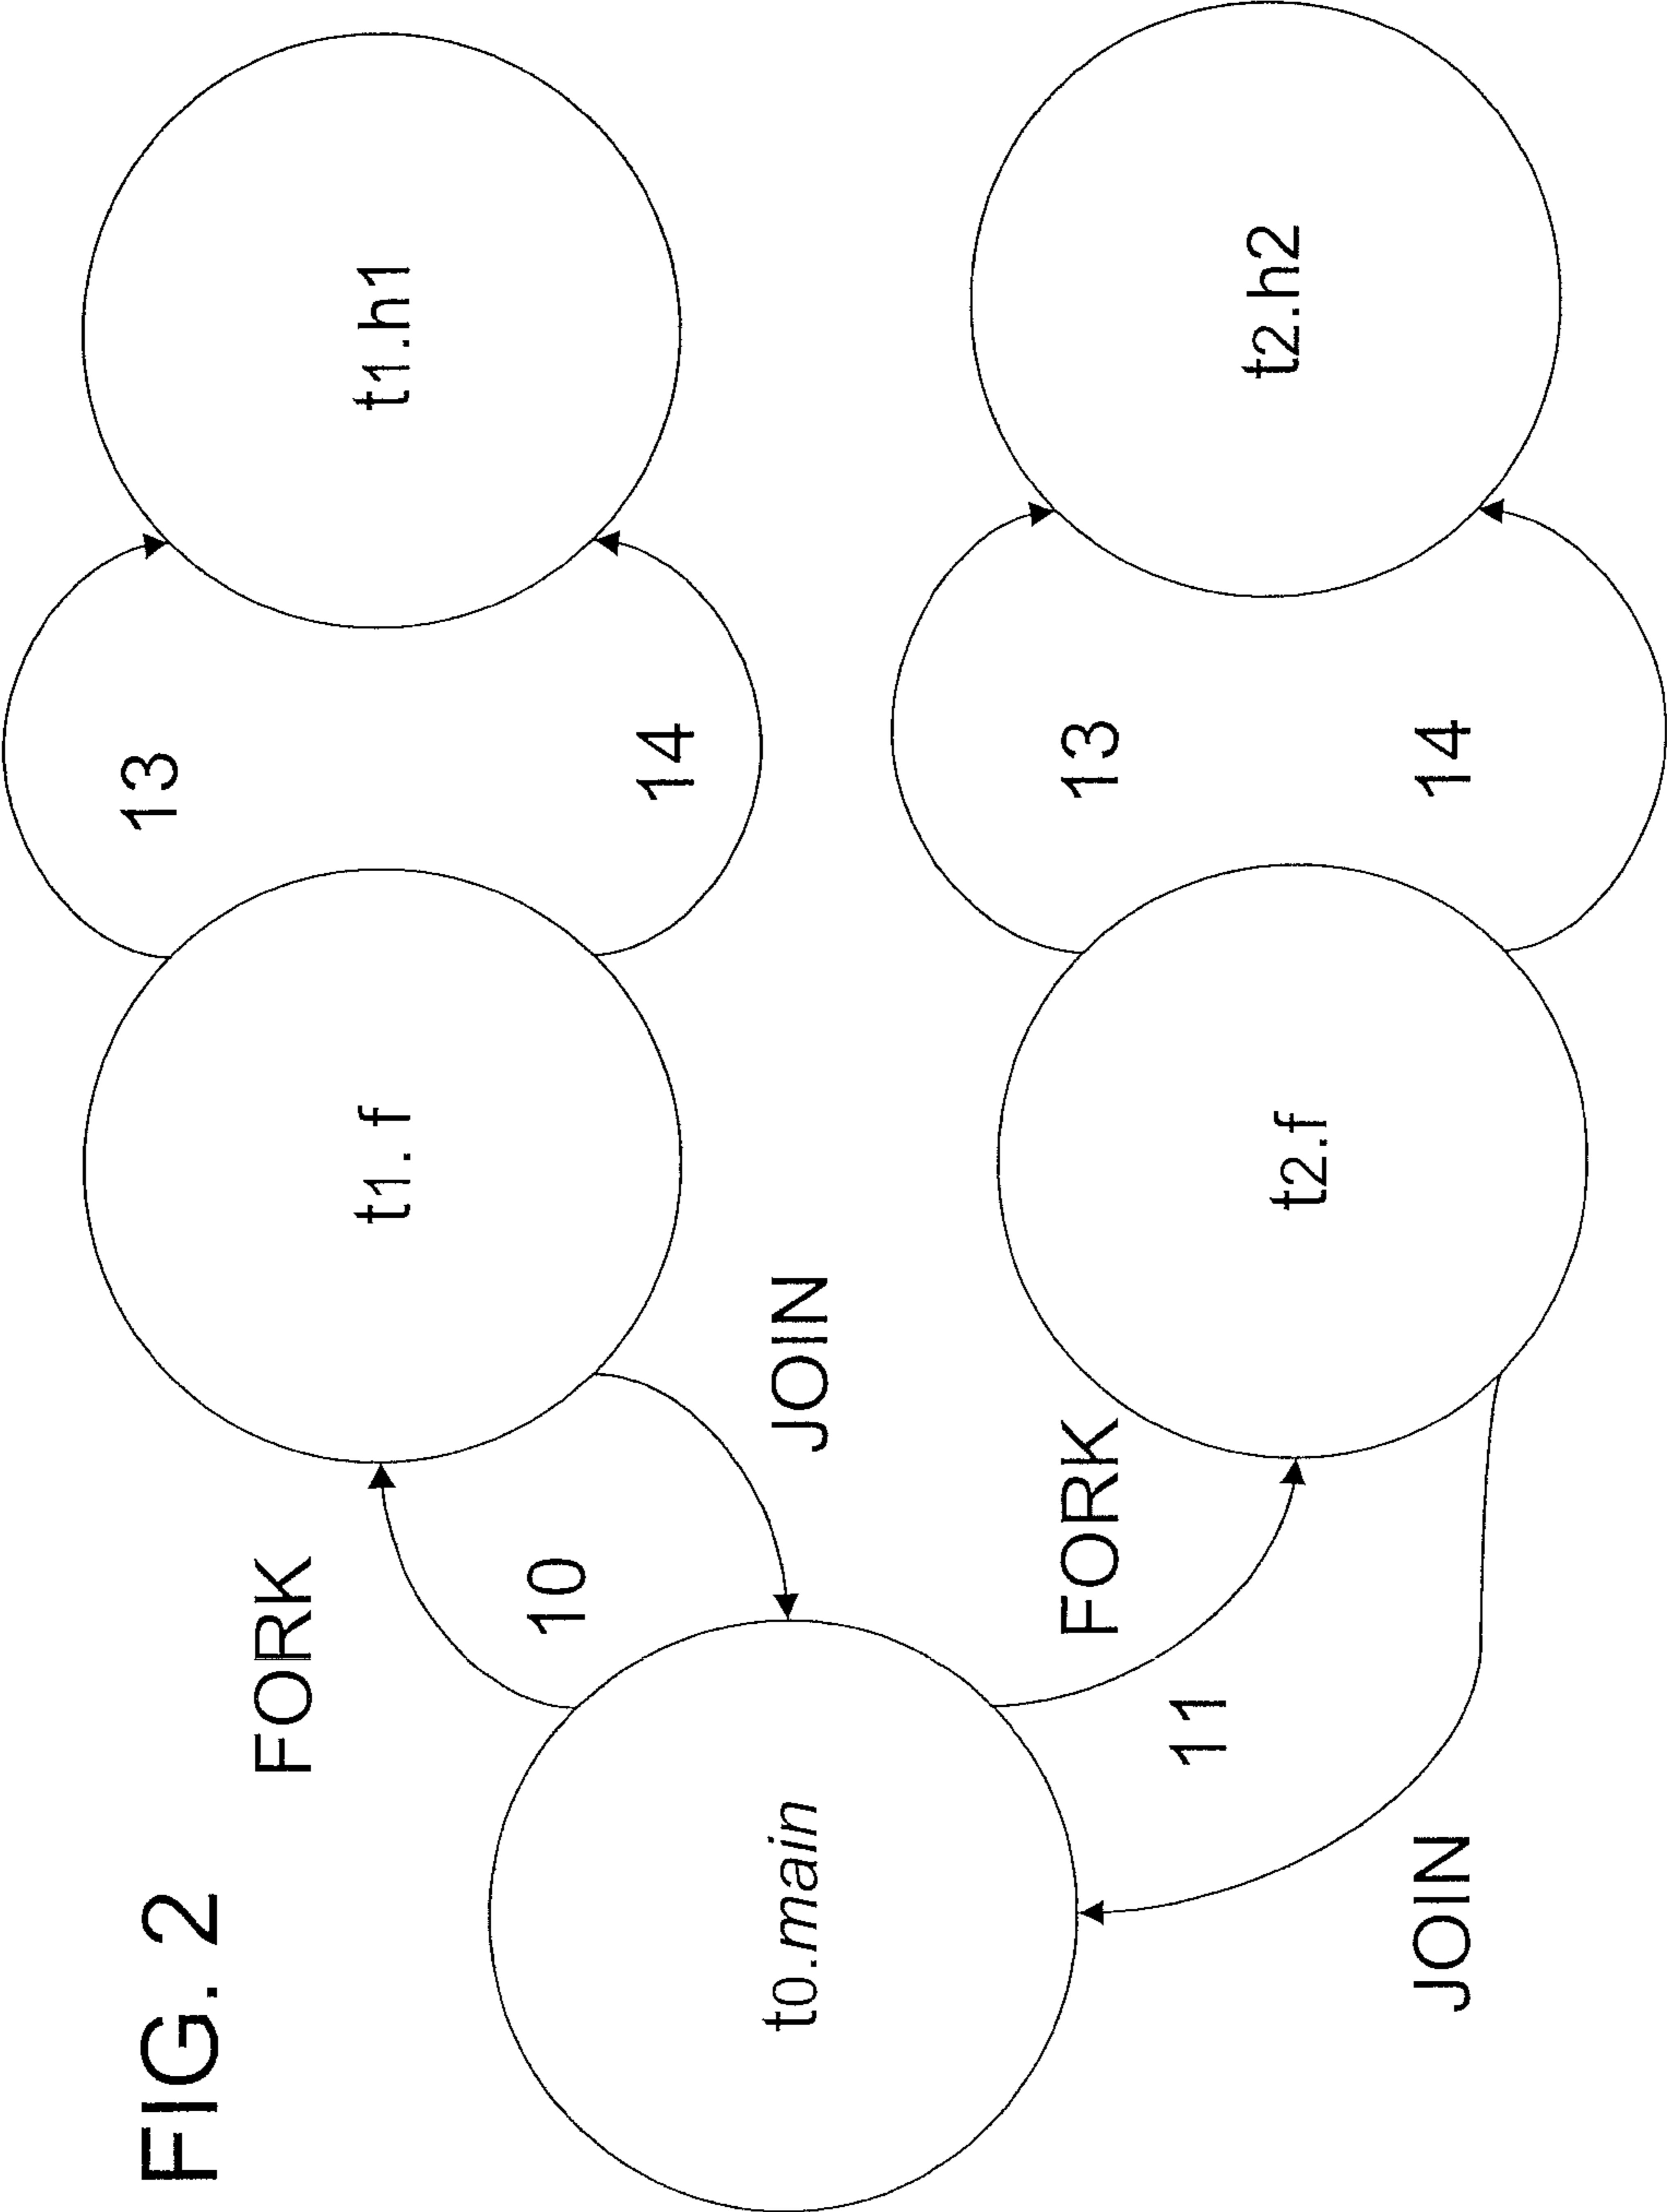 FIG. 2
FORK
10
JOIN
t0.main
11
FORK
JOIN
t1.f
13
14
t1.h1
t2.f
13
14
t2.h2